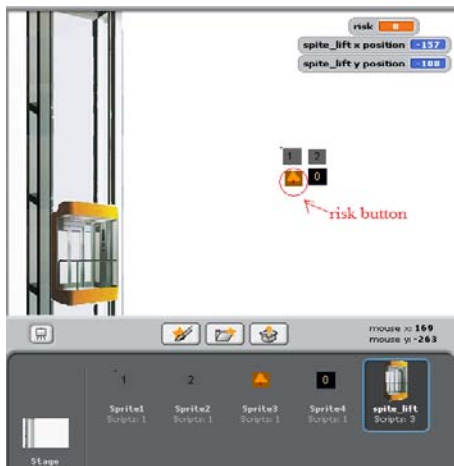 risk 0
spite_lift x position -157
spite_lift y position -108
1 2
0
risk button
mouse x: 169
mouse y: -263
1 2 0
Sprite1 Sprite2 Sprite3 Sprite4 spite_lift
Scripts: 1 Scripts: 1 Scripts: 1 Scripts: 1 Scripts: 3
Stage